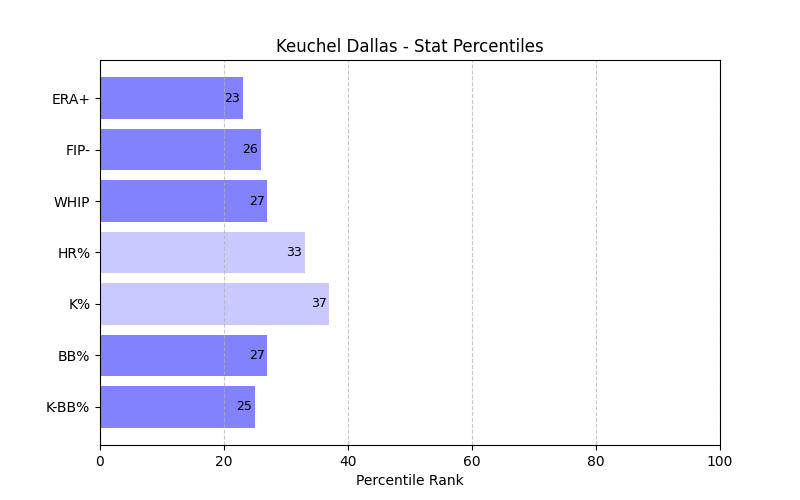 Keuchel Dallas - Stat Percentiles
ERA+ 23
FIP- 26
WHIP 27
HR% 33
K% 37
BB% 27
K-BB% 25
0 20 40 60 80 100
Percentile Rank